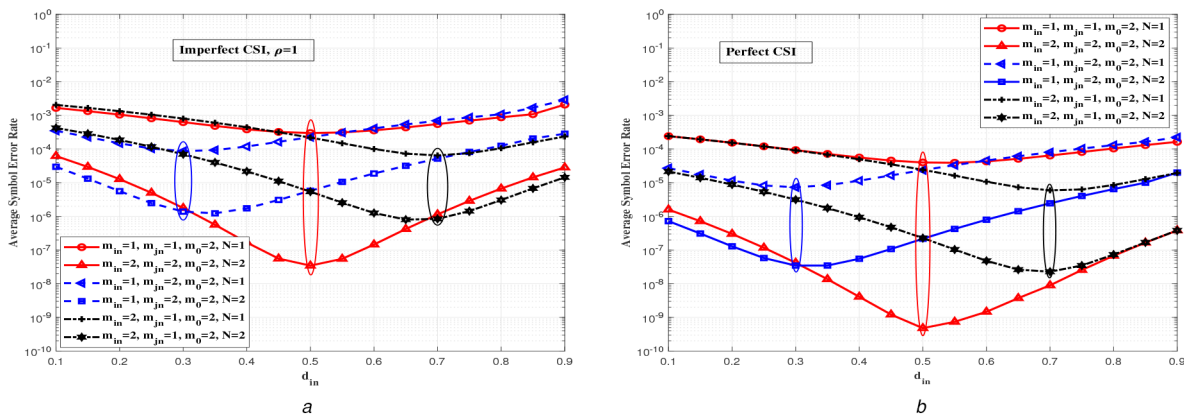 Imperfect CSI, ρ=1
Average Symbol Error Rate
10^0
10^-1
10^-2
10^-3
10^-4
10^-5
10^-6
10^-7
10^-8
10^-9
10^-10
m_in=1, m_jn=1, m_0=2, N=1
m_in=2, m_jn=2, m_0=2, N=2
m_in=1, m_jn=2, m_0=2, N=1
m_in=1, m_jn=2, m_0=2, N=2
m_in=2, m_jn=1, m_0=2, N=1
m_in=2, m_jn=1, m_0=2, N=2
0.1 0.2 0.3 0.4 0.5 0.6 0.7 0.8 0.9
d_in
a
Perfect CSI
Average Symbol Error Rate
10^0
10^-1
10^-2
10^-3
10^-4
10^-5
10^-6
10^-7
10^-8
10^-9
10^-10
m_in=1, m_jn=1, m_0=2, N=1
m_in=2, m_jn=2, m_0=2, N=2
m_in=1, m_jn=2, m_0=2, N=1
m_in=1, m_jn=2, m_0=2, N=2
m_in=2, m_jn=1, m_0=2, N=1
m_in=2, m_jn=1, m_0=2, N=2
0.1 0.2 0.3 0.4 0.5 0.6 0.7 0.8 0.9
d_in
b